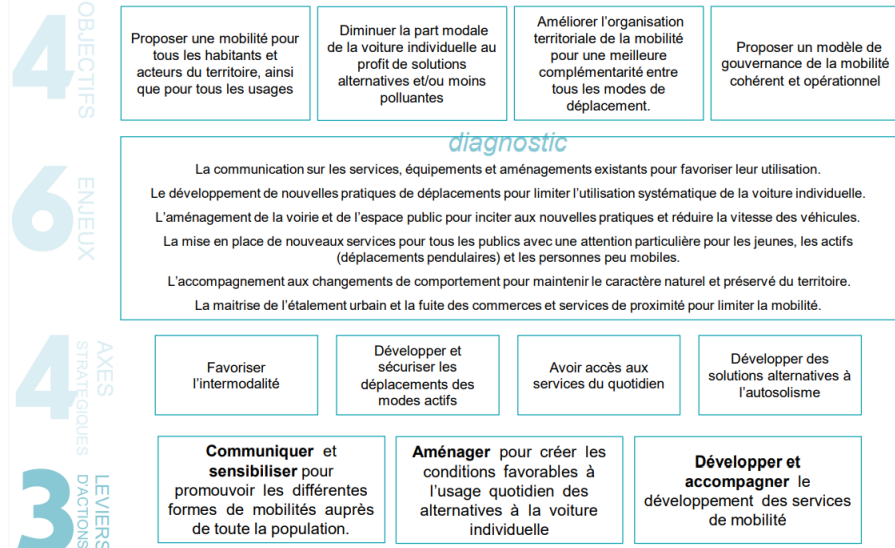 4
OBJECTIFS
Proposer une mobilité pour
tous les habitants et
acteurs du territoire, ainsi
que pour tous les usages
Diminuer la part modale
de la voiture individuelle au
profit de solutions
alternatives et/ou moins
polluantes
Améliorer l'organisation
territoriale de la mobilité
pour une meilleure
complémentarité entre
tous les modes de
déplacement.
Proposer un modèle de
gouvernance de la mobilité
cohérent et opérationnel
diagnostic
6
ENJEUX
La communication sur les services, équipements et aménagements existants pour favoriser leur utilisation.
Le développement de nouvelles pratiques de déplacements pour limiter l'utilisation systématique de la voiture individuelle.
L'aménagement de la voirie et de l'espace public pour inciter aux nouvelles pratiques et réduire la vitesse des véhicules.
La mise en place de nouveaux services pour tous les publics avec une attention particulière pour les jeunes, les actifs
(déplacements pendulaires) et les personnes peu mobiles.
L'accompagnement aux changements de comportement pour maintenir le caractère naturel et préservé du territoire.
La maitrise de l'étalement urbain et la fuite des commerces et services de proximité pour limiter la mobilité.
4
AXES
STRATEGIQUES
Favoriser
l'intermodalité
Développer et
sécuriser les
déplacements des
modes actifs
Avoir accès aux
services du quotidien
Développer des
solutions alternatives à
l'autosolisme
3
LEVIERS
D'ACTIONS
Communiquer et
sensibiliser pour
promouvoir les différentes
formes de mobilités auprès
de toute la population.
Aménager pour créer les
conditions favorables à
l'usage quotidien des
alternatives à la voiture
individuelle
Développer et
accompagner le
développement des services
de mobilité